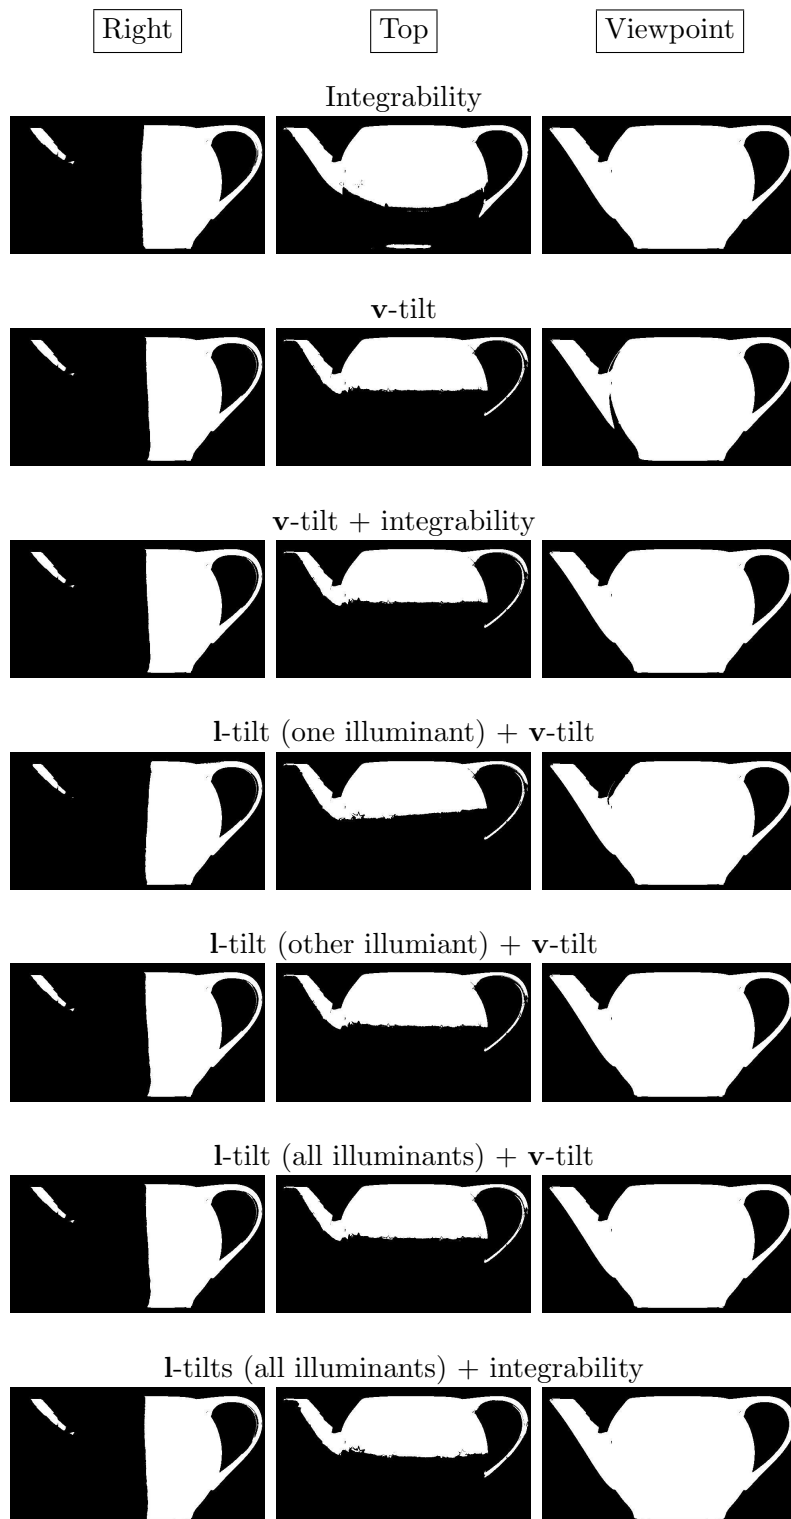 Right Top Viewpoint
Integrability
v-tilt
v-tilt + integrability
l-tilt (one illuminant) + v-tilt
l-tilt (other illumiant) + v-tilt
l-tilt (all illuminants) + v-tilt
l-tilts (all illuminants) + integrability